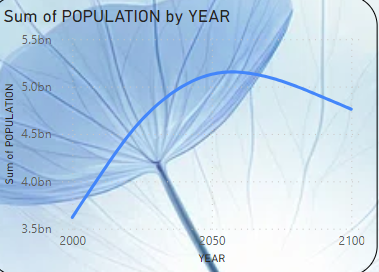 Sum of POPULATION by YEAR
5.5bn
5.0bn
4.5bn
4.0bn
3.5bn
Sum of POPULATION
2000 2050 2100
YEAR